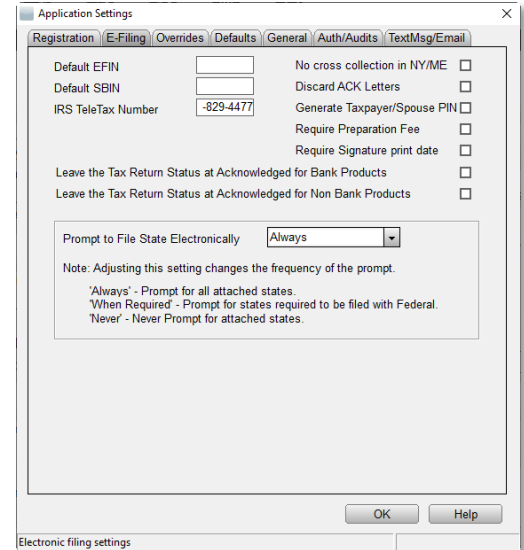 Application Settings
Registration E-Filing Overrides Defaults General Auth/Audits TextMsg/Email
Default EFIN No cross collection in NY/ME
Default SBIN Discard ACK Letters
IRS TeleTax Number -829-4477 Generate Taxpayer/Spouse PIN
Require Preparation Fee
Require Signature print date
Leave the Tax Return Status at Acknowledged for Bank Products
Leave the Tax Return Status at Acknowledged for Non Bank Products
Prompt to File State Electronically Always
Note: Adjusting this setting changes the frequency of the prompt.
'Always' - Prompt for all attached states.
'When Required' - Prompt for states required to be filed with Federal.
'Never' - Never Prompt for attached states.
OK Help
Electronic filing settings